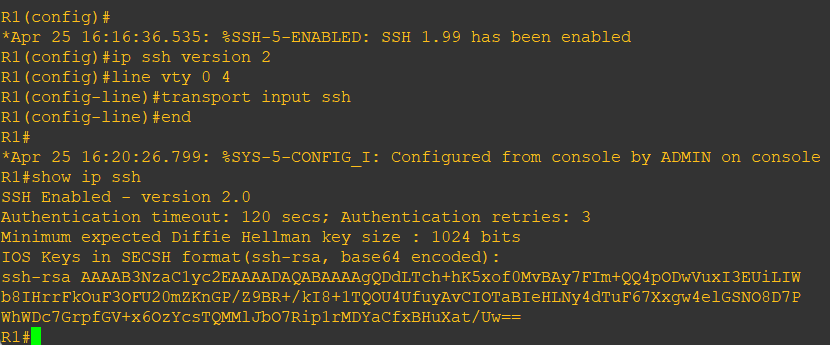 R1(config)#
*Apr 25 16:16:36.535: %SSH-5-ENABLED: SSH 1.99 has been enabled
R1(config)#ip ssh version 2
R1(config)#line vty 0 4
R1(config-line)#transport input ssh
R1(config-line)#end
R1#
*Apr 25 16:20:26.799: %SYS-5-CONFIG_I: Configured from console by ADMIN on console
R1#show ip ssh
SSH Enabled - version 2.0
Authentication timeout: 120 secs; Authentication retries: 3
Minimum expected Diffie Hellman key size : 1024 bits
IOS Keys in SECSH format(ssh-rsa, base64 encoded):
ssh-rsa AAAAB3NzaC1yc2EAAAADAQABAAAAgQDdLTch+hK5xof0MvBAy7FIm+QQ4pODwVuxI3EUiLIW
b8IHrrFkOuF3OFU20mZKnGP/Z9BR+/kI8+1TQOU4UfuyAvCIOTaBIeHLNy4dTuF67Xxgw4elGSNO8D7P
WhWDc7GrpfGV+x6OzYcsTQMMlJbO7Rip1rMDYaCfxBHuXat/Uw==
R1#